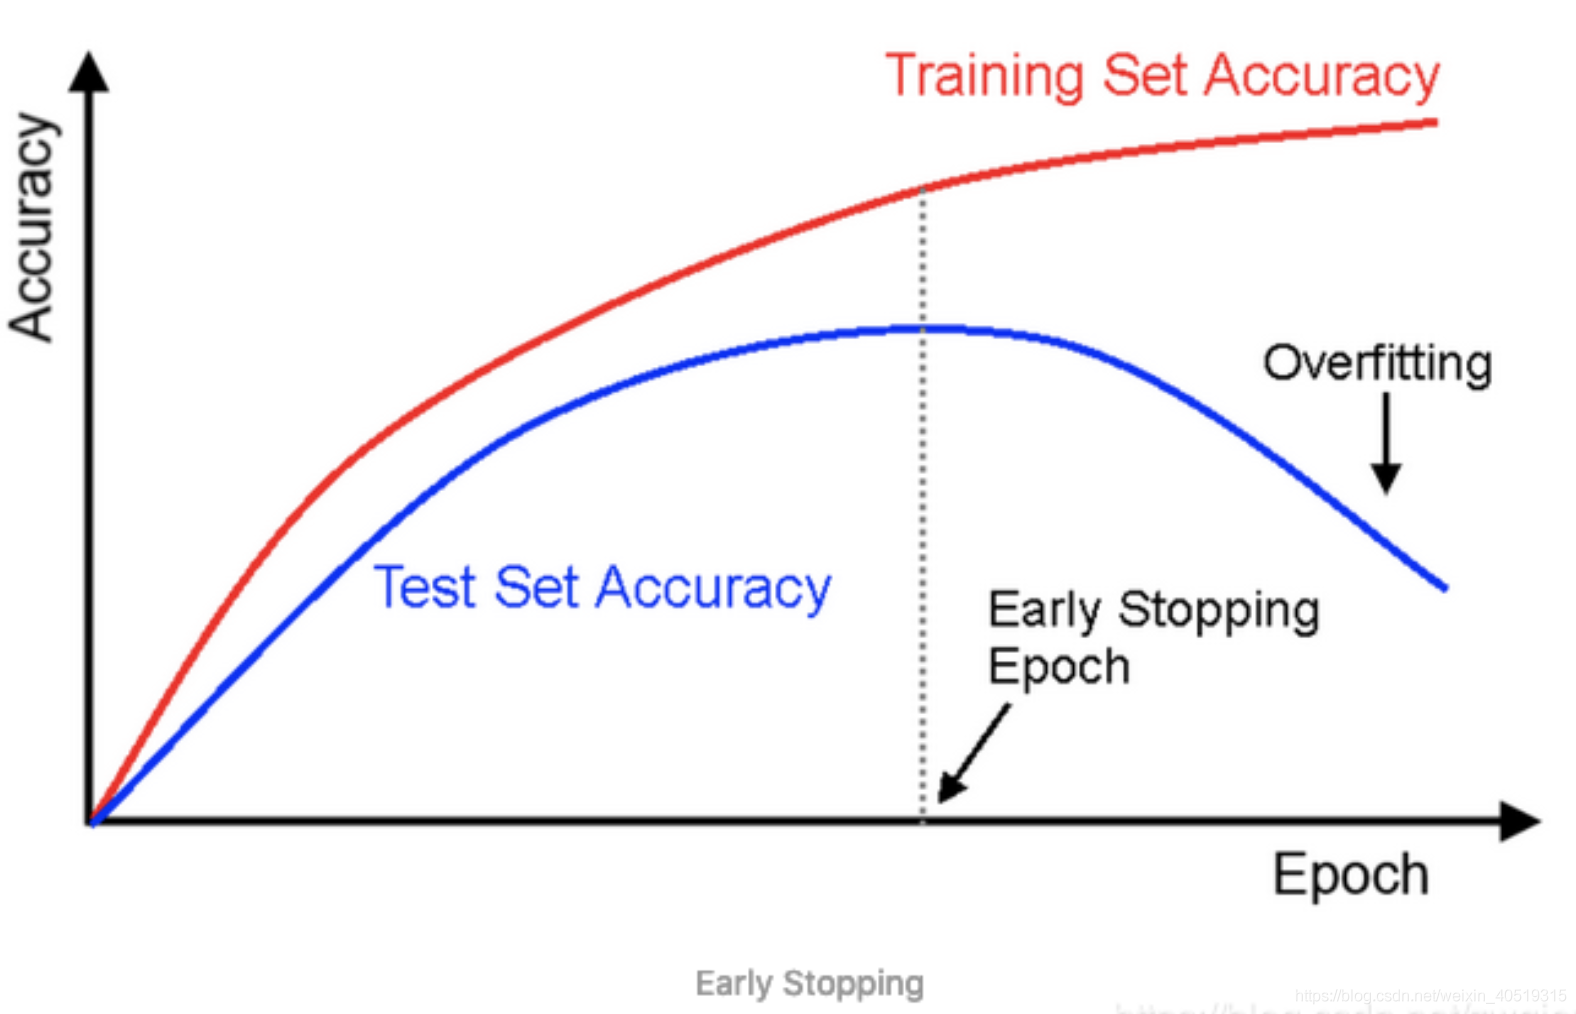 Training Set Accuracy
Accuracy
Overfitting
Test Set Accuracy
Early Stopping
Epoch
Epoch
Early Stopping
https://blog.csdn.net/weixin_40519315